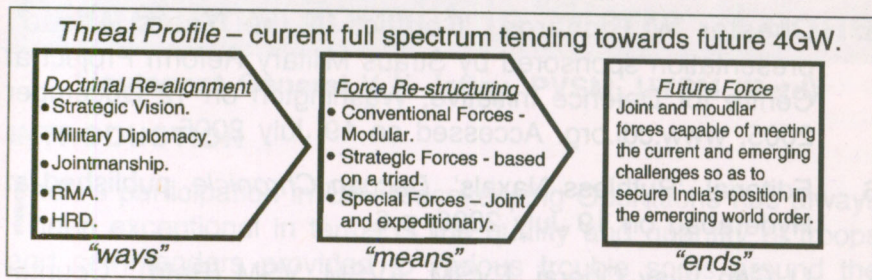 Threat Profile – current full spectrum tending towards future 4GW.
Doctrinal Re-alignment
• Strategic Vision.
• Military Diplomacy.
• Jointmanship.
• RMA.
• HRD.
"ways"
Force Re-structuring
• Conventional Forces -
Modular.
• Strategic Forces - based
on a triad.
• Special Forces – Joint
and expeditionary.
"means"
Future Force
Joint and moudlar
forces capable of meeting
the current and emerging
challenges so as to
assure India's position in
the emerging world order.
"ends"